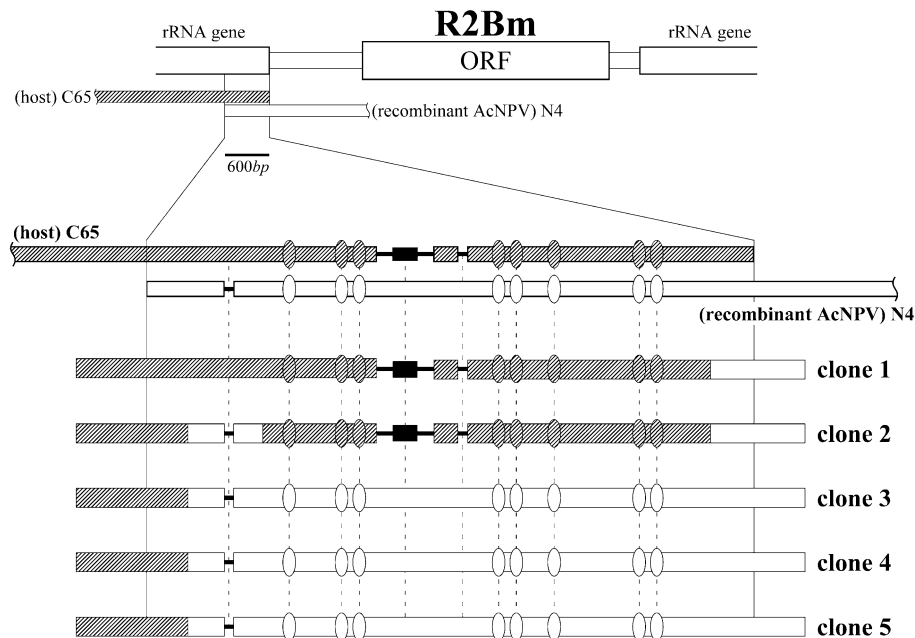 R2Bm
rRNA gene
rRNA gene
ORF
(host) C65
(recombinant AcNPV) N4
600bp
(host) C65
(recombinant AcNPV) N4
clone 1
clone 2
clone 3
clone 4
clone 5